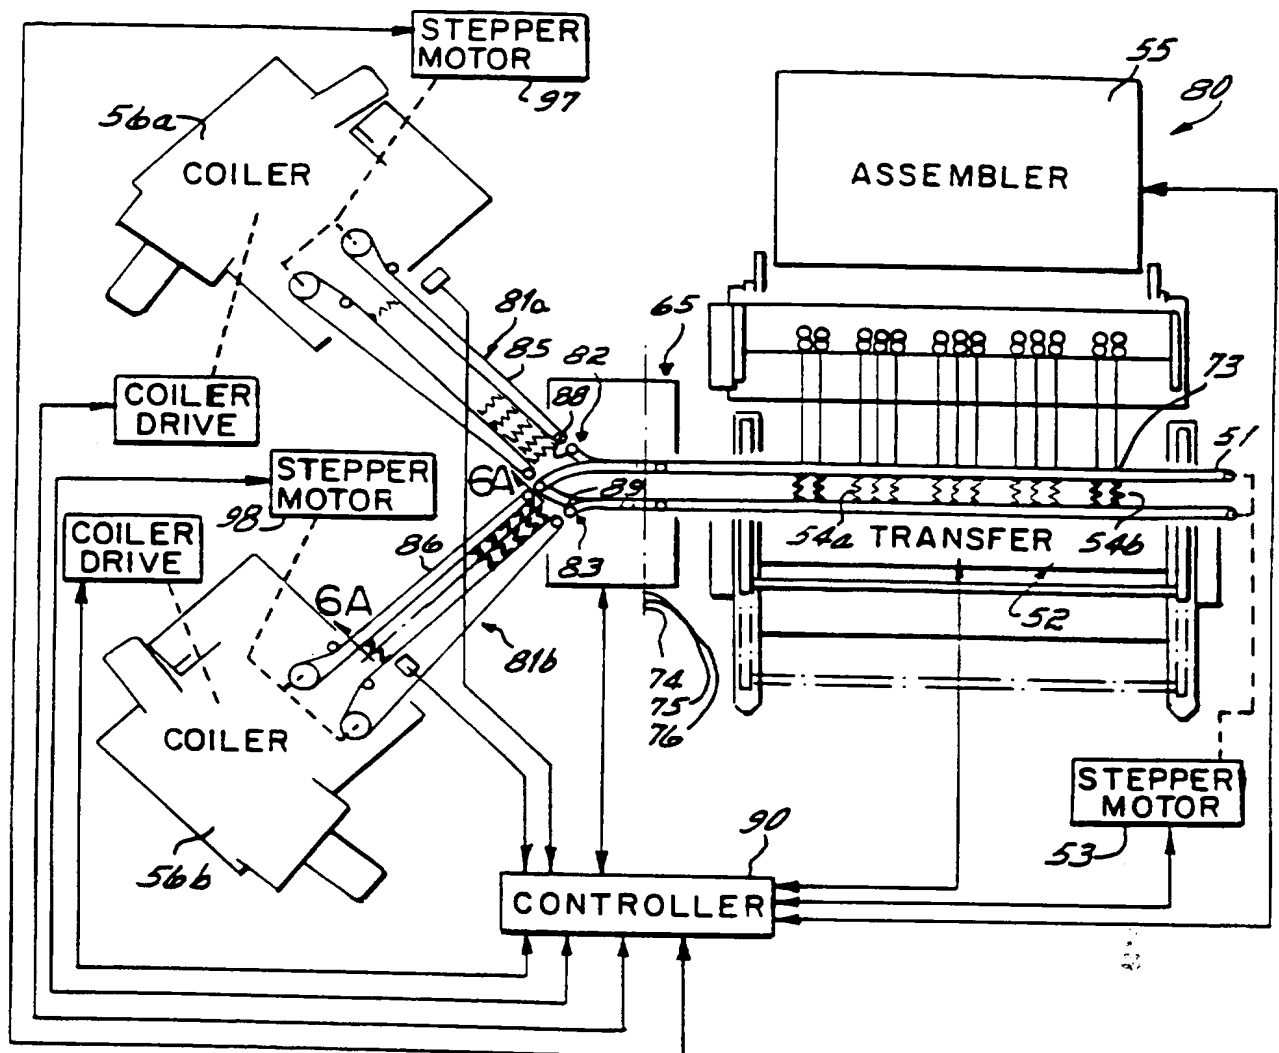 STEPPER
MOTOR
97
55
80
56a
COILER
ASSEMBLER
81a
65
85
82
73
COILER
DRIVE
88
51
STEPPER
MOTOR
6A
89
98
54a
TRANSFER
54b
COILER
DRIVE
86
83
6A
52
81b
74
75
76
COILER
STEPPER
MOTOR
53
90
56b
CONTROLLER